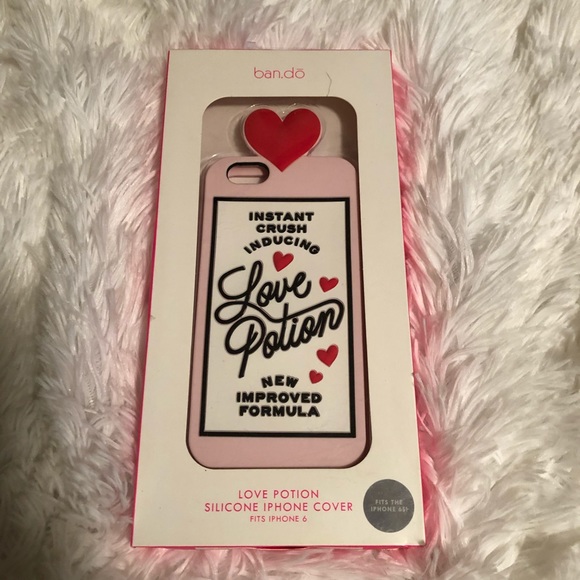 ban.dō
INSTANT
CRUSH
INDUCING
Love
Potion
NEW
IMPROVED
FORMULA
LOVE POTION
SILICONE IPHONE COVER
FITS IPHONE 6
FITS THE
IPHONE 6S!